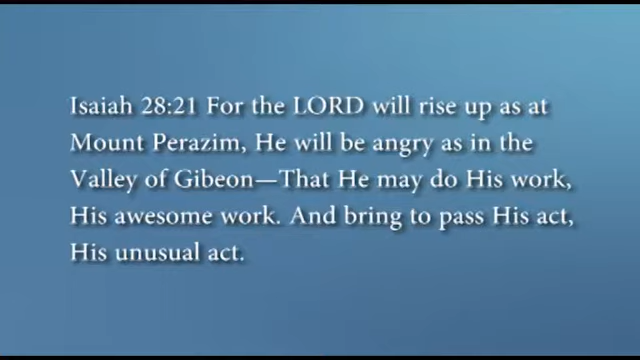 Isaiah 28:21 For the LORD will rise up as at
Mount Perazim, He will be angry as in the
Valley of Gibeon—That He may do His work,
His awesome work. And bring to pass His act,
His unusual act.